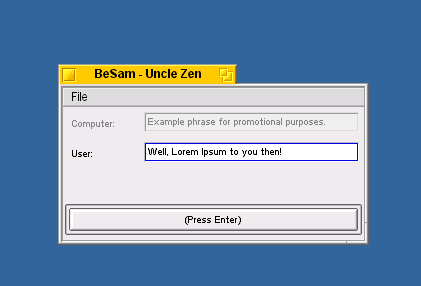 BeSam - Uncle Zen
File
Computer: Example phrase for promotional purposes.
User: Well, Lorem Ipsum to you then!
(Press Enter)